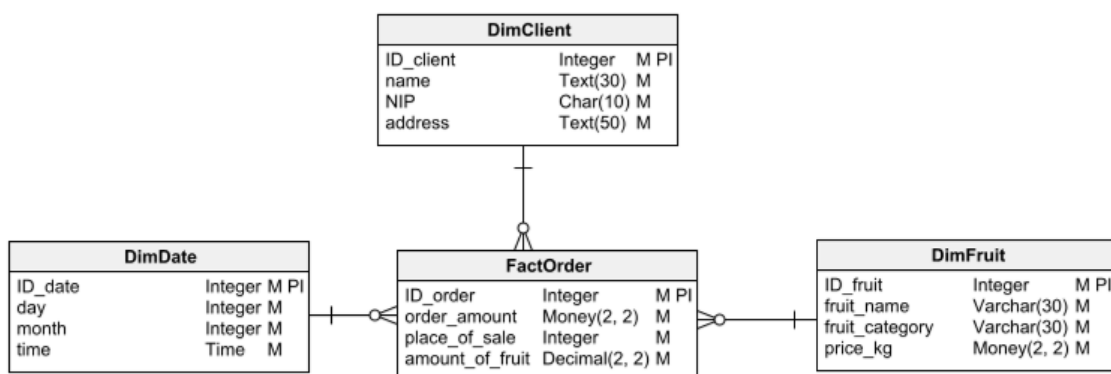 DimClient
ID_client Integer M PI
name Text(30) M
NIP Char(10) M
address Text(50) M
DimDate
ID_date Integer M PI
day Integer M
month Integer M
time Time M
FactOrder
ID_order Integer M PI
order_amount Money(2, 2) M
place_of_sale Integer M
amount_of_fruit Decimal(2, 2) M
DimFruit
ID_fruit Integer M PI
fruit_name Varchar(30) M
fruit_category Varchar(30) M
price_kg Money(2, 2) M